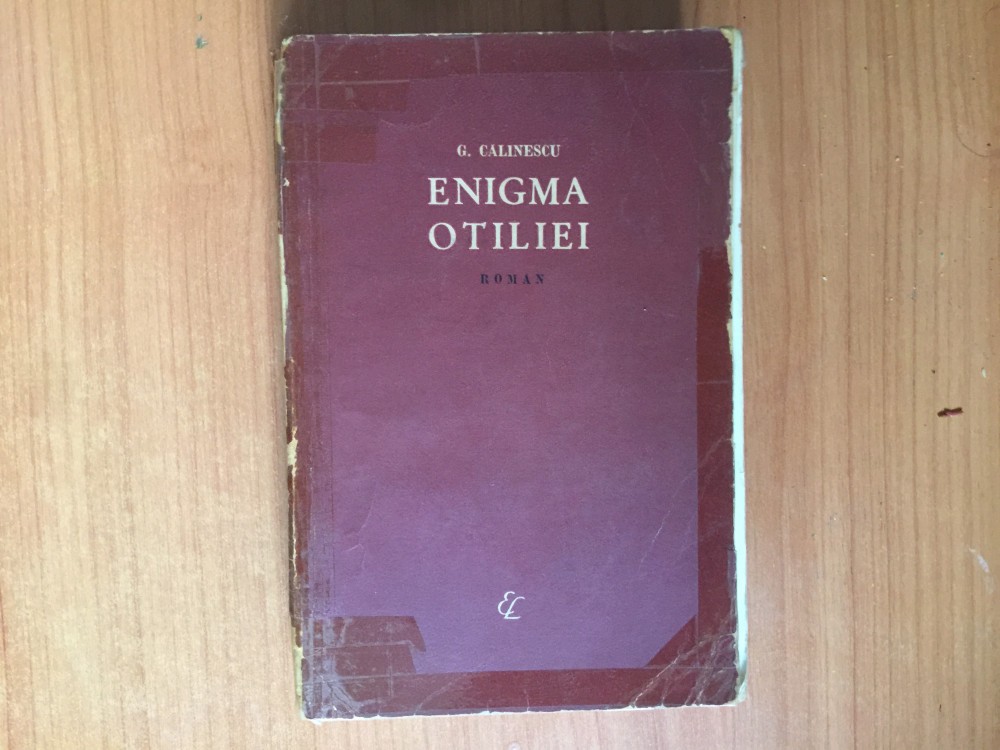 G. CALINESCU
ENIGMA
OTILIEI
ROMAN